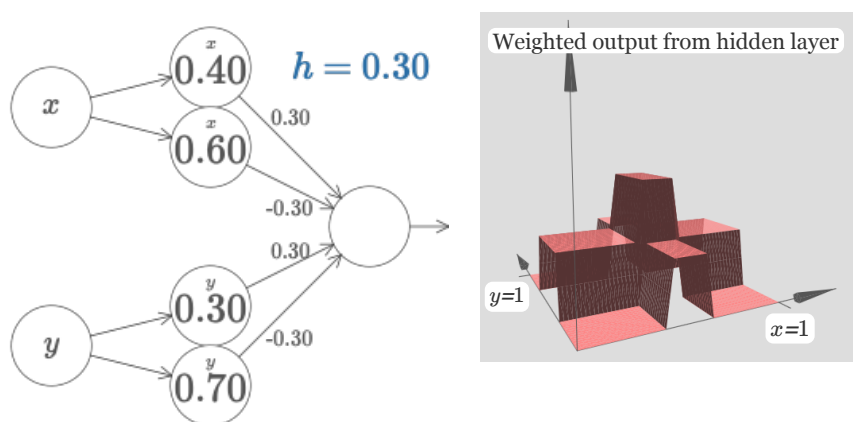 x
0.40
h = 0.30
x
x
0.60
0.30
-0.30
y
0.30
0.30
y
y
0.70
-0.30
Weighted output from hidden layer
y=1
x=1